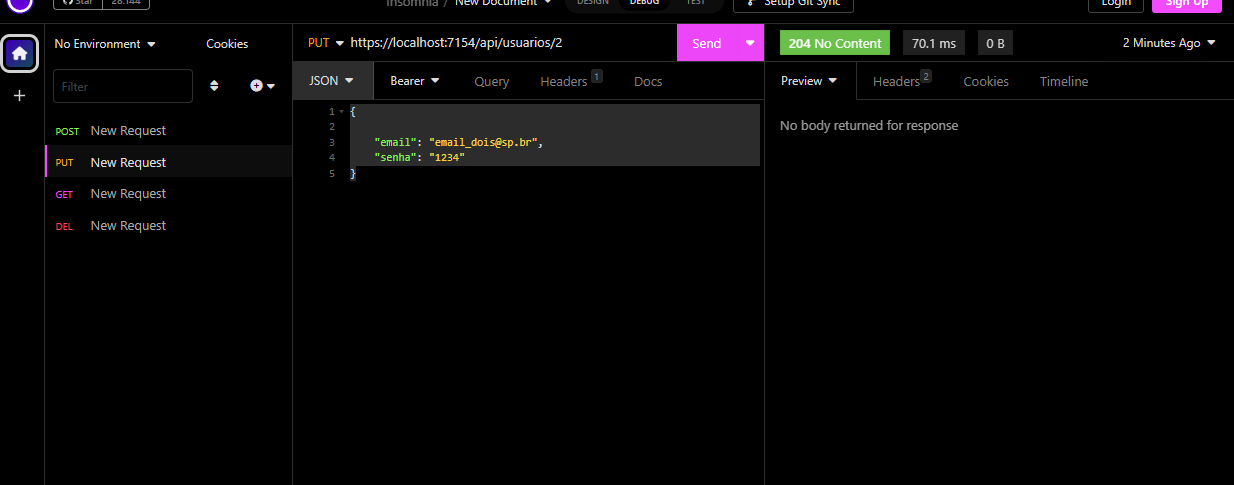 Star 28.144
Insomnia / New Document DESIGN DEBUG TEST Setup Git Sync Login Sign Up
No Environment Cookies
PUT https://localhost:7154/api/usuarios/2 Send
204 No Content 70.1 ms 0 B 2 Minutes Ago
Filter
JSON Bearer Query Headers 1 Docs
Preview Headers 2 Cookies Timeline
POST New Request
PUT New Request
GET New Request
DEL New Request
1 {
2
3 "email": "email_dois@sp.br",
4 "senha": "1234"
5 }
No body returned for response